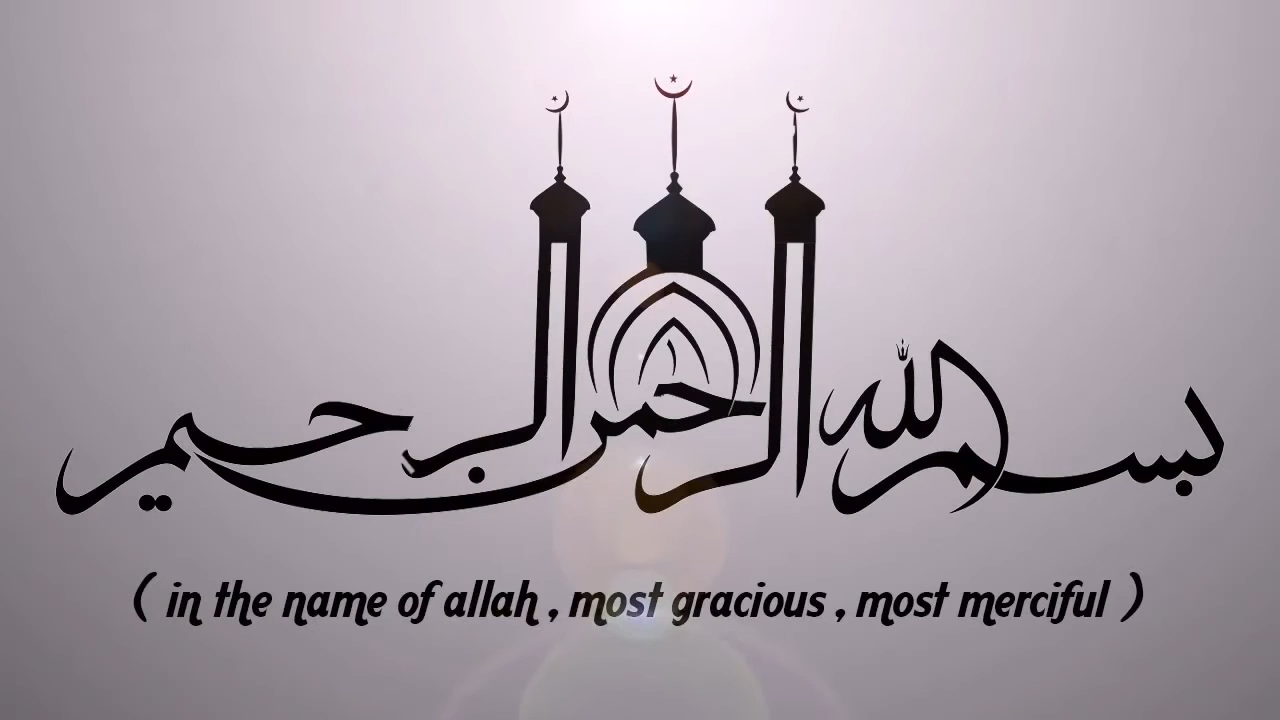 بسم الله الرحمن الرحيم
( in the name of allah , most gracious , most merciful )